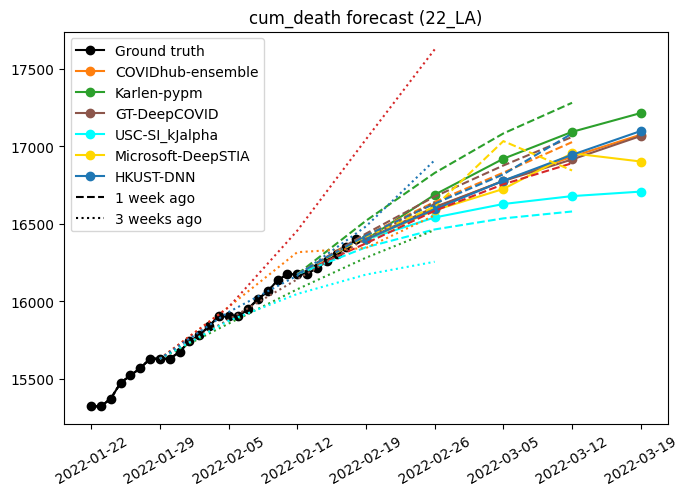 cum_death forecast (22_LA)
17500
17000
16500
16000
15500
Ground truth
COVIDhub-ensemble
Karlen-pypm
GT-DeepCOVID
USC-SI_kJalpha
Microsoft-DeepSTIA
HKUST-DNN
1 week ago
3 weeks ago
2022-01-22
2022-01-29
2022-02-05
2022-02-12
2022-02-19
2022-02-26
2022-03-05
2022-03-12
2022-03-19